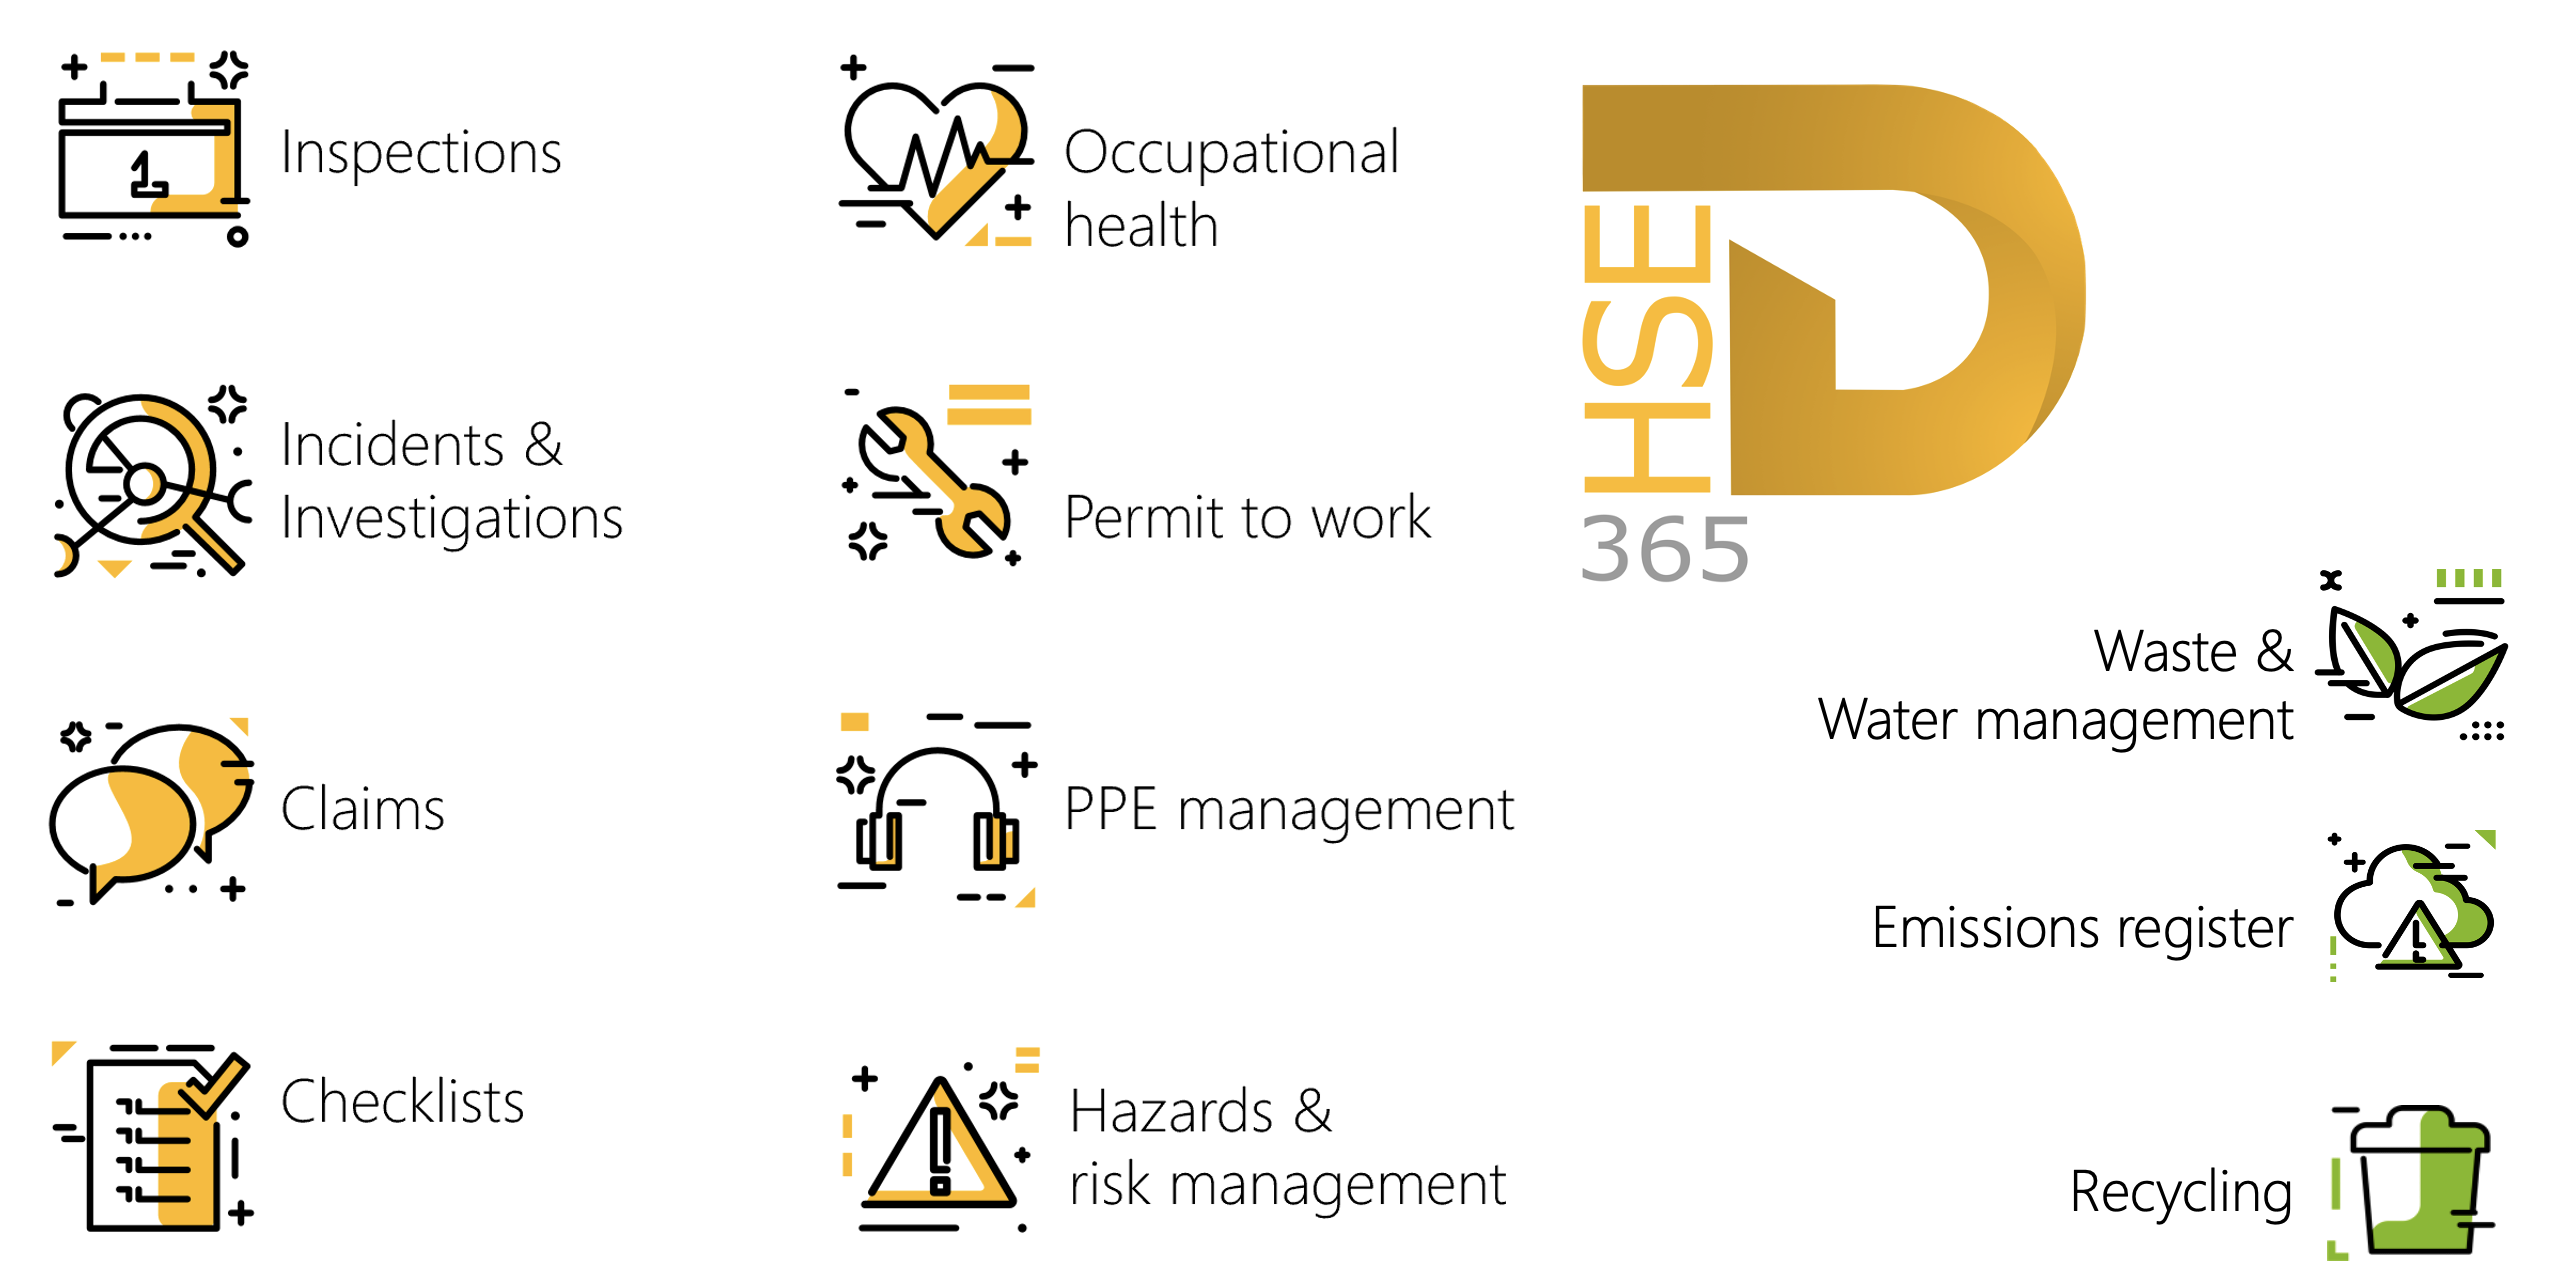 Inspections
Incidents &
Investigations
Claims
Checklists
Occupational
health
Permit to work
PPE management
Hazards &
risk management
HSE
365
Waste &
Water management
Emissions register
Recycling